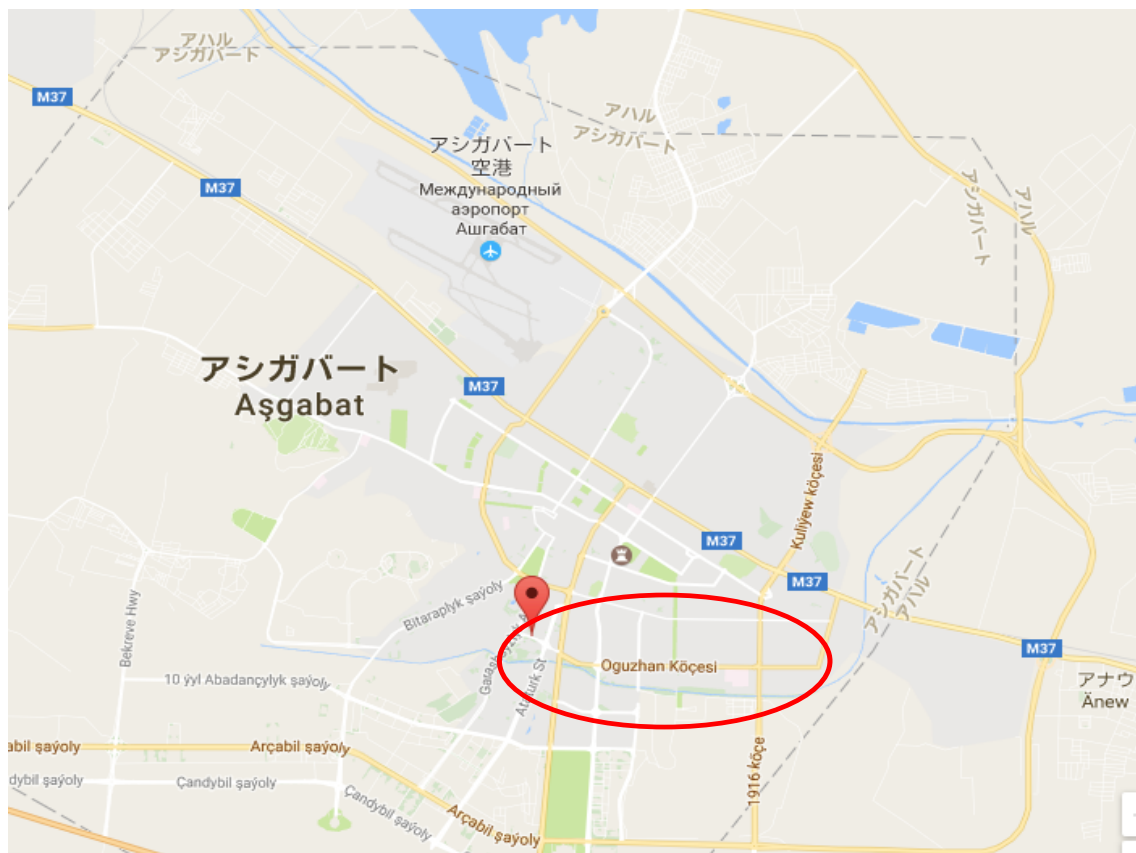 アハル
アシガバート
M37
アハル
アシガバート
アシガバート
空港
Международный
аэропорт
Ашгабат
M37
アハル
アシガバート
アシガバート
Aşgabat
M37
Kuliýew köçesi
M37
M37
アシガバート
アハル
Bitaraplyk şaýoly
Bekreve Hwy
M37
Oguzhan Köçesi
アナウ
Änew
10 ýyl Abadançylyk şaýoly
Atatürk St
abil şaýoly
Arçabil şaýoly
1916 köçe
dybil şaýoly
Çandybil şaýoly
Çandybil şaýoly
Arçabil şaýoly